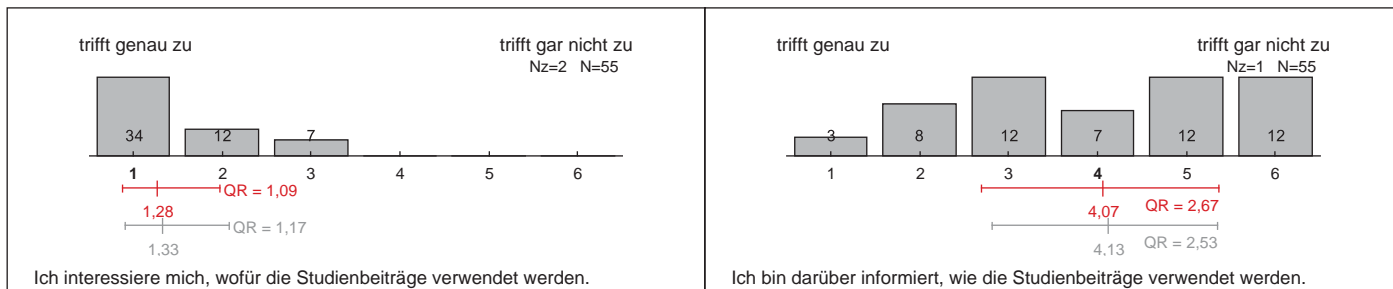 trifft genau zu
trifft gar nicht zu
Nz=2 N=55
34 12 7
1 2 3 4 5 6
QR = 1,09
1,28
QR = 1,17
1,33
Ich interessiere mich, wofür die Studienbeiträge verwendet werden.
trifft genau zu
trifft gar nicht zu
Nz=1 N=55
3 8 12 7 12 12
1 2 3 4 5 6
4,07
QR = 2,67
4,13
QR = 2,53
Ich bin darüber informiert, wie die Studienbeiträge verwendet werden.